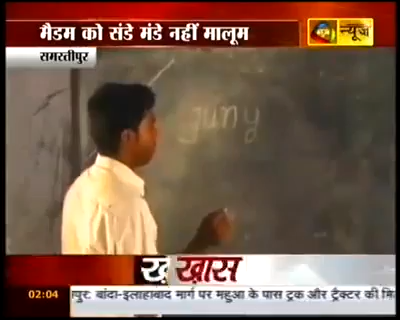 मैडम को संडे मंडे नहीं मालूम
न्यूज
समस्तीपुर
juny
ख़ ख़ास
02:04
पुर: बांदा-इलाहाबाद मार्ग पर महुआ के पास ट्रक और ट्रैक्टर की